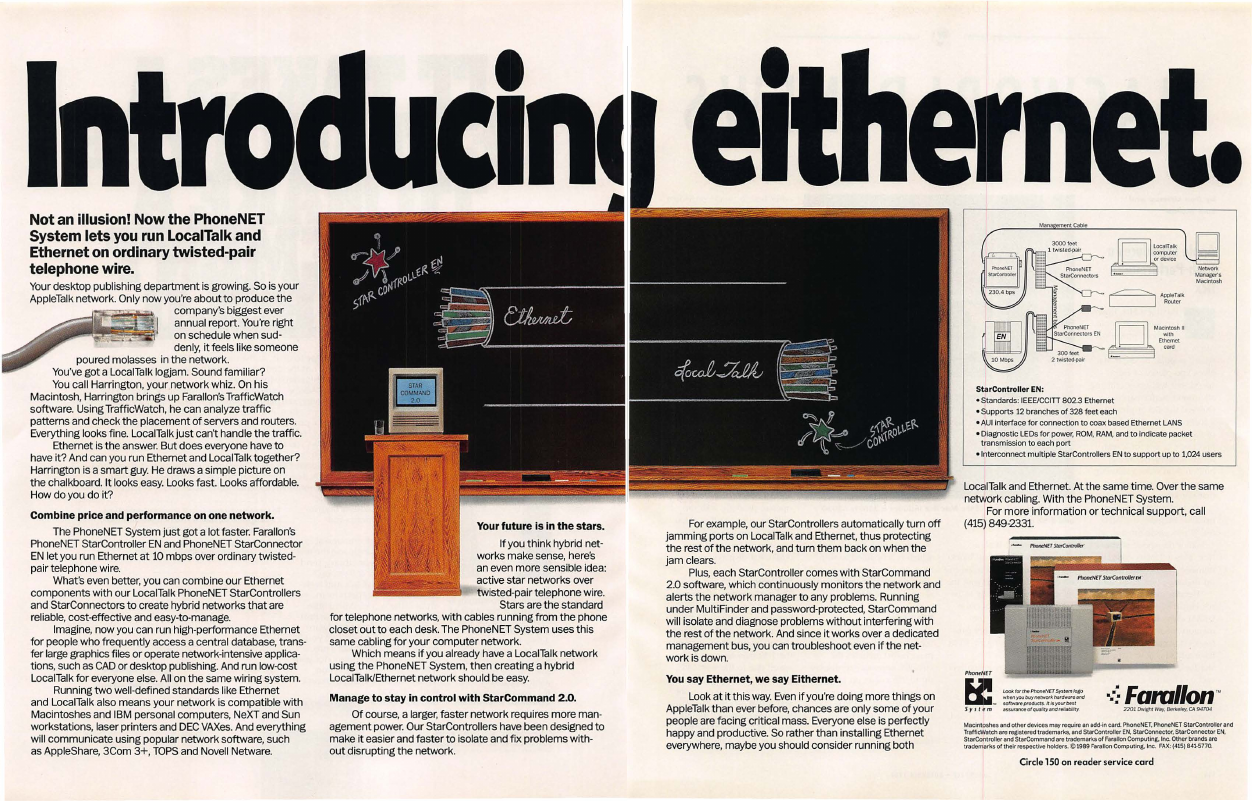 Introducing eithernet.
Not an illusion! Now the PhoneNET
System lets you run LocalTalk and
Ethernet on ordinary twisted-pair
telephone wire.
Your desktop publishing department is growing. So is your
AppleTalk network. Only now you're about to produce the
company's biggest ever
annual report. You're right
on schedule when sud-
denly, it feels like someone
poured molasses in the network.
You've got a LocalTalk logjam. Sound familiar?
You call Harrington, your network whiz. On his
Macintosh, Harrington brings up Farallon's TrafficWatch
software. Using TrafficWatch, he can analyze traffic
patterns and check the placement of servers and routers.
Everything looks fine. LocalTalk just can't handle the traffic.
Ethernet is the answer. But does everyone have to
have it? And can you run Ethernet and LocalTalk together?
Harrington is a smart guy. He draws a simple picture on
the chalkboard. It looks easy. Looks fast. Looks affordable.
How do you do it?
Combine price and performance on one network.
The PhoneNET System just got a lot faster. Farallon's
PhoneNET StarController EN and PhoneNET StarConnector
EN let you run Ethernet at 10 mbps over ordinary twisted-
pair telephone wire.
What's even better, you can combine our Ethernet
components with our LocalTalk PhoneNET StarControllers
and StarConnectors to create hybrid networks that are
reliable, cost-effective and easy-to-manage.
Imagine, now you can run high-performance Ethernet
for people who frequently access a central database, trans-
fer large graphics files or operate network-intensive applica-
tions, such as CAD or desktop publishing. And run low-cost
LocalTalk for everyone else. All on the same wiring system.
Running two well-defined standards like Ethernet
and LocalTalk also means your network is compatible with
Macintoshes and IBM personal computers, NeXT and Sun
workstations, laser printers and DEC VAXes. And everything
will communicate using popular network software, such
as AppleShare, 3Com 3+, TOPS and Novell Netware.
STAR CONTROLLER EN
Ethernet
Local Talk
STAR
COMMAND
2.0
STAR
CONTROLLER
Your future is in the stars.
If you think hybrid net-
works make sense, here's
an even more sensible idea:
active star networks over
twisted-pair telephone wire.
Stars are the standard
for telephone networks, with cables running from the phone
closet out to each desk. The PhoneNET System uses this
same cabling for your computer network.
Which means if you already have a LocalTalk network
using the PhoneNET System, then creating a hybrid
LocalTalk/Ethernet network should be easy.
Manage to stay in control with StarCommand 2.0.
Of course, a larger, faster network requires more man-
agement power. Our StarControllers have been designed to
make it easier and faster to isolate and fix problems with-
out disrupting the network.
For example, our StarControllers automatically turn off
jamming ports on LocalTalk and Ethernet, thus protecting
the rest of the network, and turn them back on when the
jam clears.
Plus, each StarController comes with StarCommand
2.0 software, which continuously monitors the network and
alerts the network manager to any problems. Running
under MultiFinder and password-protected, StarCommand
will isolate and diagnose problems without interfering with
the rest of the network. And since it works over a dedicated
management bus, you can troubleshoot even if the net-
work is down.
You say Ethernet, we say Eithernet.
Look at it this way. Even if you're doing more things on
AppleTalk than ever before, chances are only some of your
people are facing critical mass. Everyone else is perfectly
happy and productive. So rather than installing Ethernet
everywhere, maybe you should consider running both
Management Cable
3000 feet
1 twisted-pair
LocalTalk
computer
or device
PhoneNET
StarController
PhoneNET
StarConnectors
Network
Manager's
Macintosh
230.4 bps
Management Bus
AppleTalk
Router
EN
PhoneNET
StarConnectors EN
Macintosh II
with
Ethernet
card
10 Mbps
300 feet
2 twisted-pair
StarController EN:
• Standards: IEEE/CCITT 802.3 Ethernet
• Supports 12 branches of 328 feet each
• AUI interface for connection to coax based Ethernet LANS
• Diagnostic LEDs for power, ROM, RAM, and to indicate packet
transmission to each port
• Interconnect multiple StarControllers EN to support up to 1,024 users
LocalTalk and Ethernet. At the same time. Over the same
network cabling. With the PhoneNET System.
For more information or technical support, call
(415) 849-2331.
PhoneNET StarController
PhoneNET StarController EN
PhoneNET
System
Look for the PhoneNET System logo
when you buy network hardware and
software products. It is your best
assurance of quality and reliability.
Farallon™
2201 Dwight Way, Berkeley, CA 94704
Macintoshes and other devices may require an add-in card. PhoneNET, PhoneNET StarController and
TrafficWatch are registered trademarks, and StarController EN, StarConnector, StarConnector EN,
StarController and StarCommand are trademarks of Farallon Computing, Inc. Other brands are
trademarks of their respective holders. © 1989 Farallon Computing, Inc. FAX: (415) 841-5770.
Circle 150 on reader service card